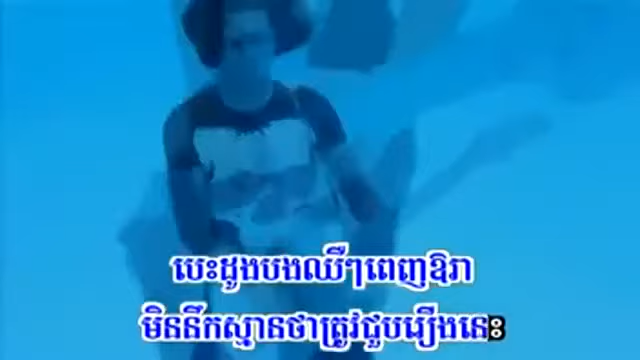 បេះដូងបងឈឺៗពេញឱរា
មិននឹកស្មានថាត្រូវជួបរឿងនេះ